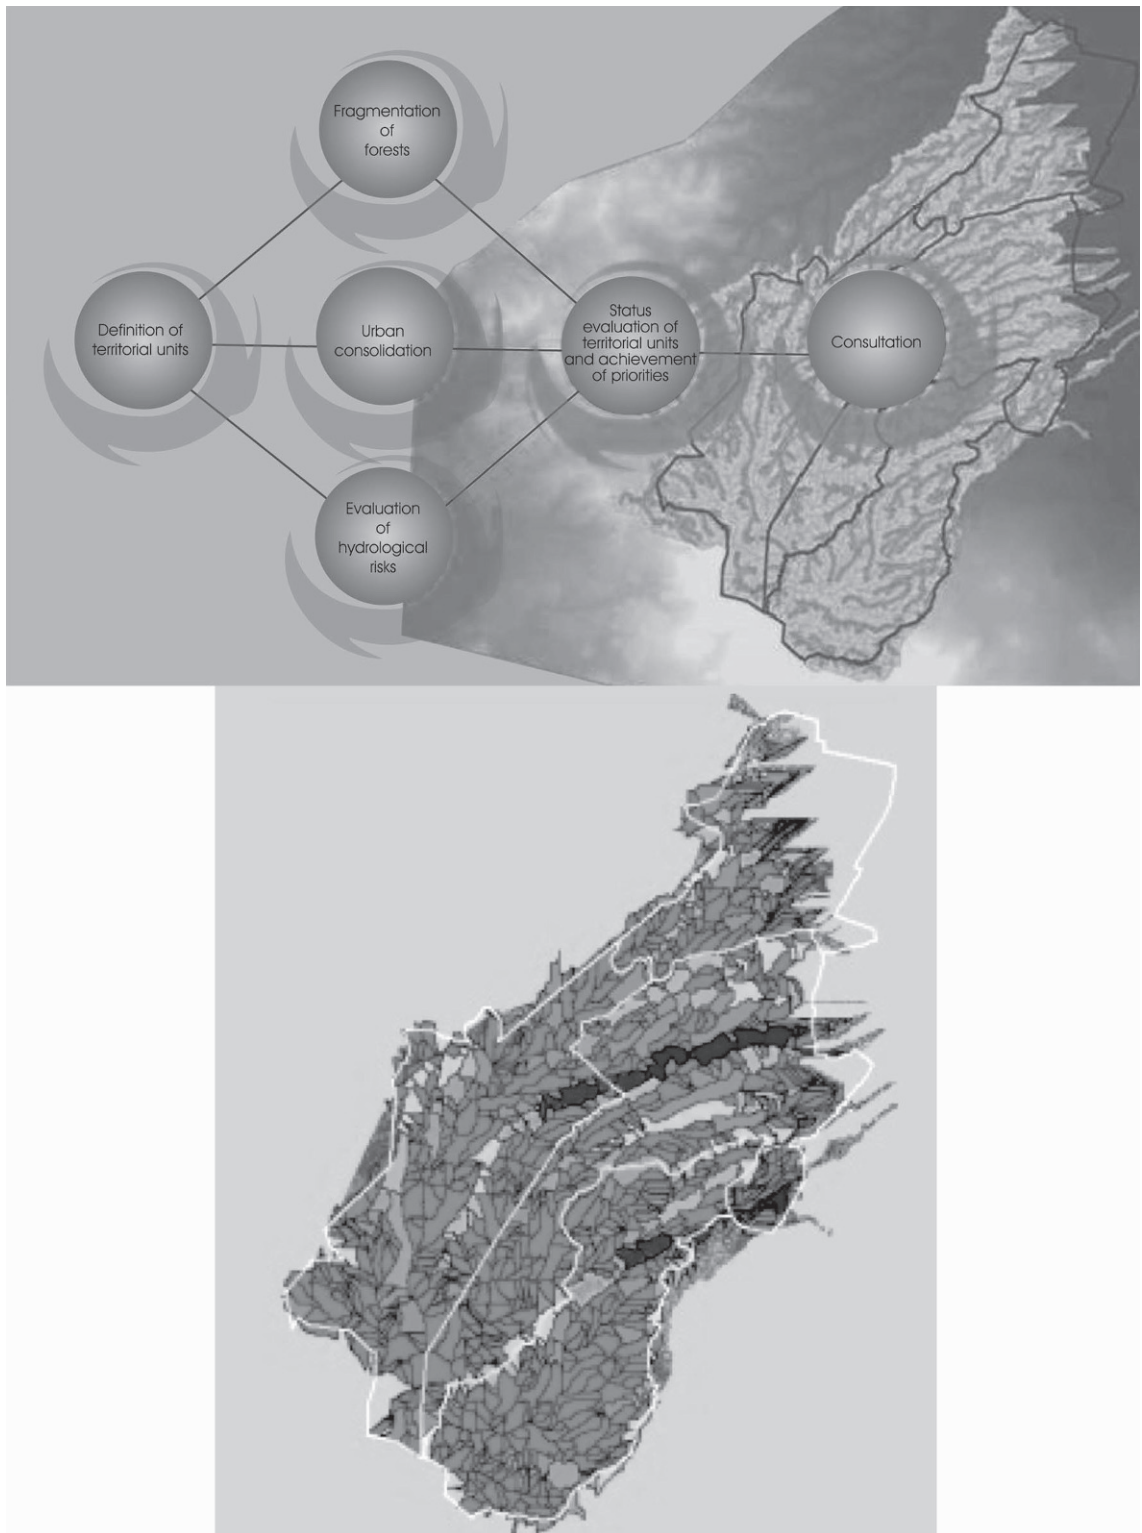 Fragmentation
of
forests
Definition of
territorial units
Urban
consolidation
Status
evaluation of
territorial units
and achievement
of priorities
Consultation
Evaluation
of
hydrological
risks